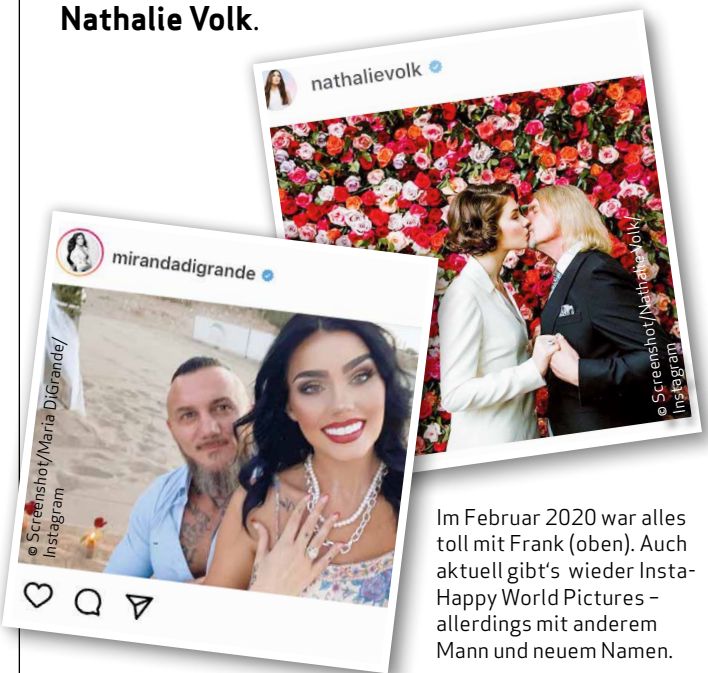 Nathalie Volk.
nathalievolk
© Screenshot/Nathalie Volk/
Instagram
mirandadigrande
© Screenshot/Maria DiGrande/
Instagram
Im Februar 2020 war alles
toll mit Frank (oben). Auch
aktuell gibt‘s wieder Insta-
Happy World Pictures –
allerdings mit anderem
Mann und neuem Namen.